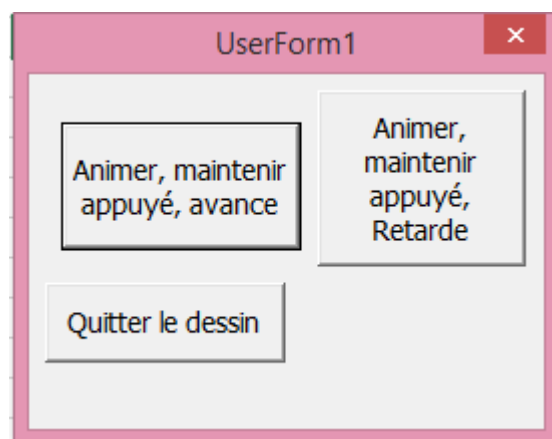 UserForm1
Animer, maintenir
appuyé, avance
Animer,
maintenir
appuyé,
Retarde
Quitter le dessin